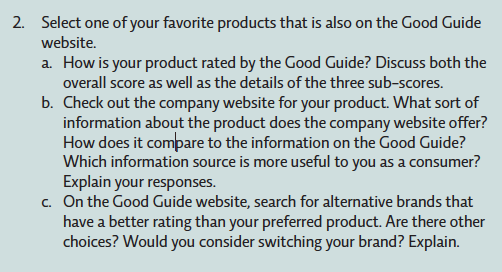 2. Select one of your favorite products that is also on the Good Guide
website.
a. How is your product rated by the Good Guide? Discuss both the
overall score as well as the details of the three sub-scores.
b. Check out the company website for your product. What sort of
information about the product does the company website offer?
How does it compare to the information on the Good Guide?
Which information source is more useful to you as a consumer?
Explain your responses.
c. On the Good Guide website, search for alternative brands that
have a better rating than your preferred product. Are there other
choices? Would you consider switching your brand? Explain.